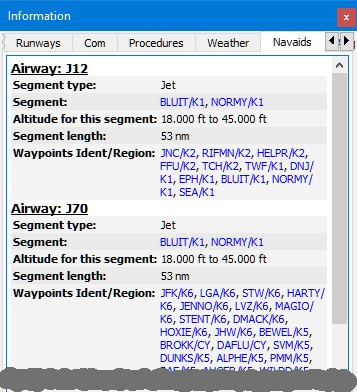 Information
Runways Com Procedures Weather Navaids
Airway: J12
Segment type: Jet
Segment: BLUIT/K1, NORMY/K1
Altitude for this segment: 18.000 ft to 45.000 ft
Segment length: 53 nm
Waypoints Ident/Region: JNC/K2, RIFMN/K2, HELPR/K2,
FFU/K2, TCH/K2, TWF/K1, DNJ/
K1, EPH/K1, BLUIT/K1, NORMY/
K1, SEA/K1
Airway: J70
Segment type: Jet
Segment: BLUIT/K1, NORMY/K1
Altitude for this segment: 18.000 ft to 45.000 ft
Segment length: 53 nm
Waypoints Ident/Region: JFK/K6, LGA/K6, STW/K6, HARTY/
K6, JENNO/K6, LVZ/K6, MAGIO/
K6, STENT/K6, DMACK/K6,
HOXIE/K6, JHW/K6, BEWEL/K5,
BROKK/CY, DAFLU/CY, SVM/K5,
DUNKS/K5, ALPHE/K5, PMM/K5,